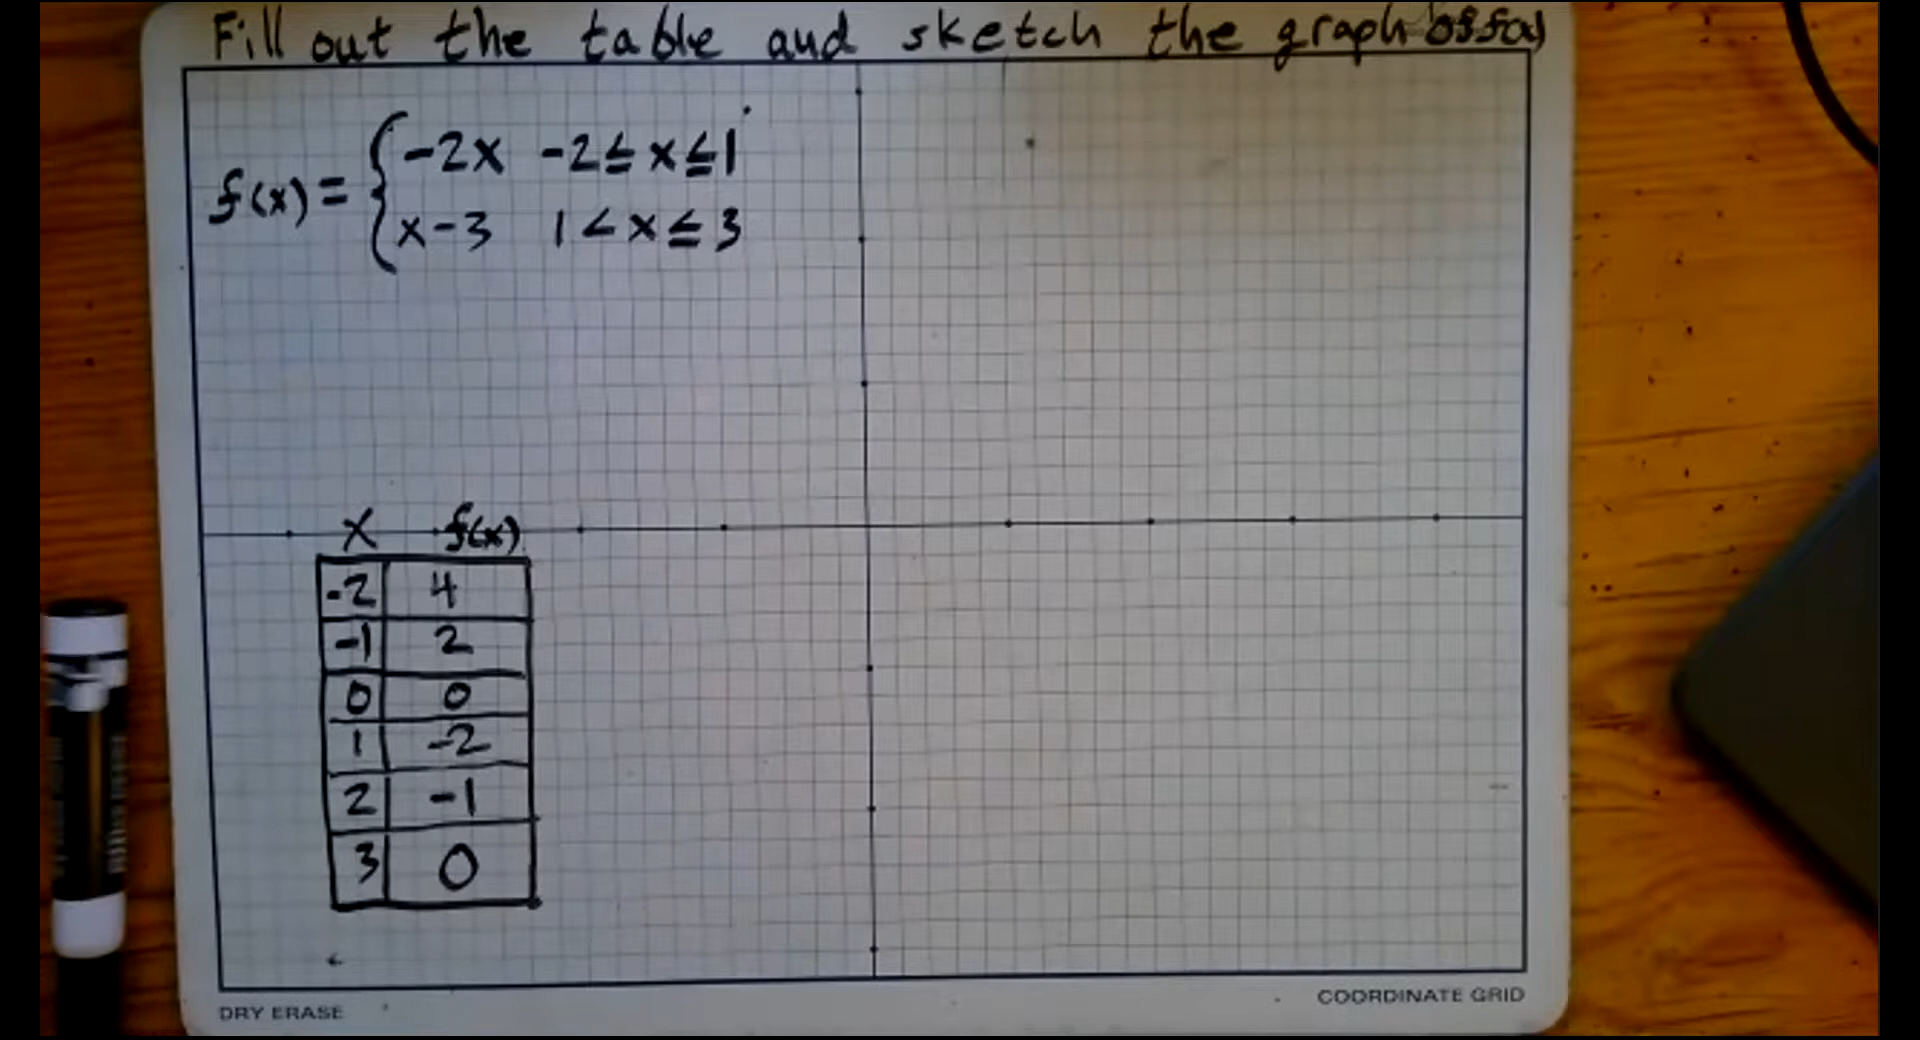 Fill out the table and sketch the graph of f(x)
f(x) = { -2x -2 ≤ x ≤ 1
x-3 1 < x ≤ 3
x f(x)
-2 4
-1 2
0 0
1 -2
2 -1
3 0
DRY ERASE
COORDINATE GRID